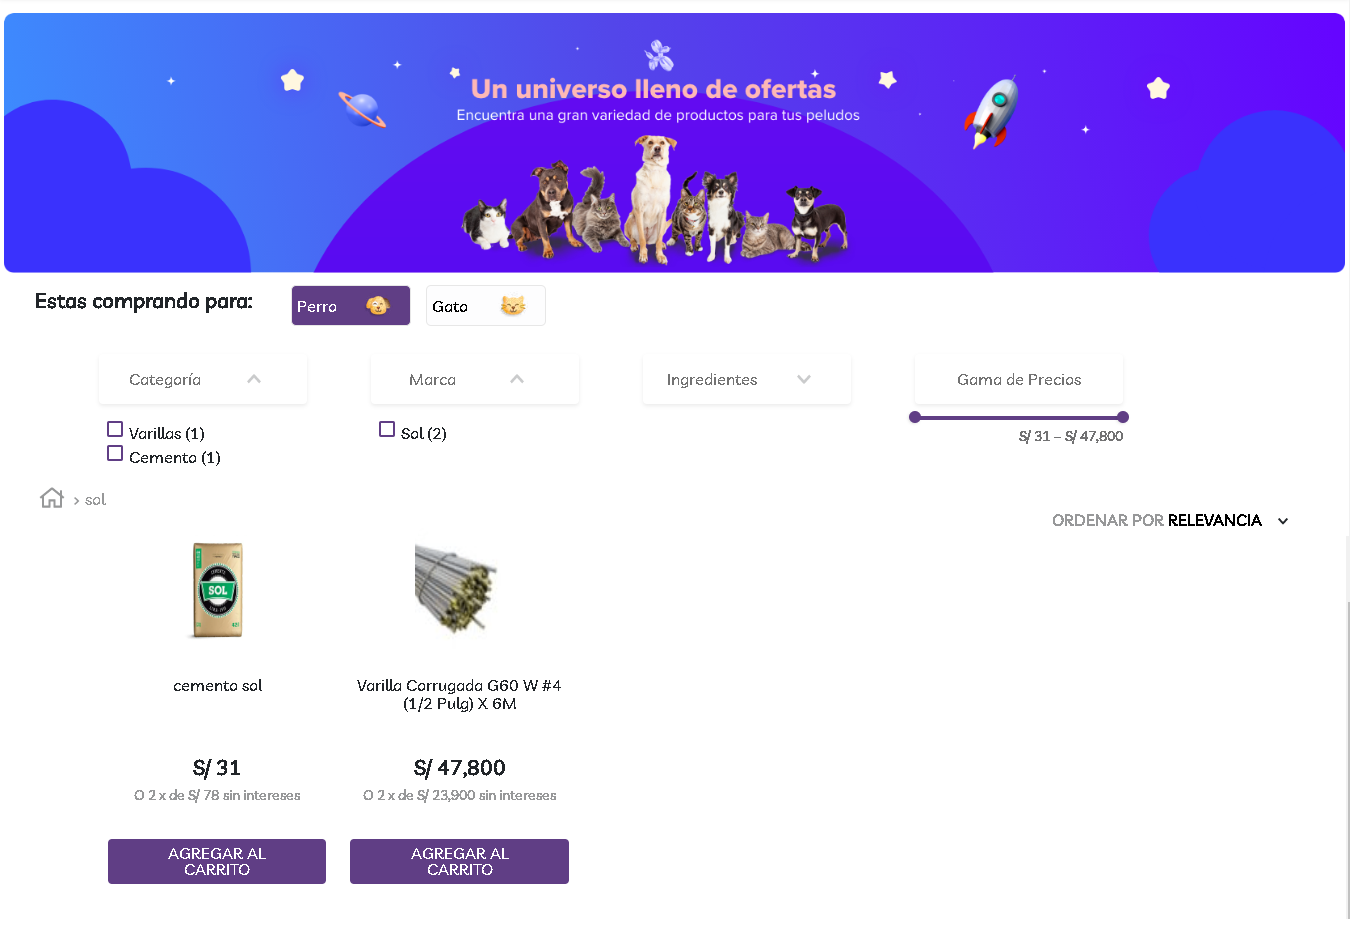 Un universo lleno de ofertas
Encuentra una gran variedad de productos para tus peludos
Estas comprando para:
Perro
Gato
Categoría
Marca
Ingredientes
Gama de Precios
Varillas (1)
Cemento (1)
Sol (2)
S/ 31 – S/ 47,800
› sol
ORDENAR POR RELEVANCIA
SOL
cemento sol
Varilla Corrugada G60 W #4
(1/2 Pulg) X 6M
S/ 31
S/ 47,800
O 2 x de S/ 78 sin intereses
O 2 x de S/ 23,900 sin intereses
AGREGAR AL
CARRITO
AGREGAR AL
CARRITO